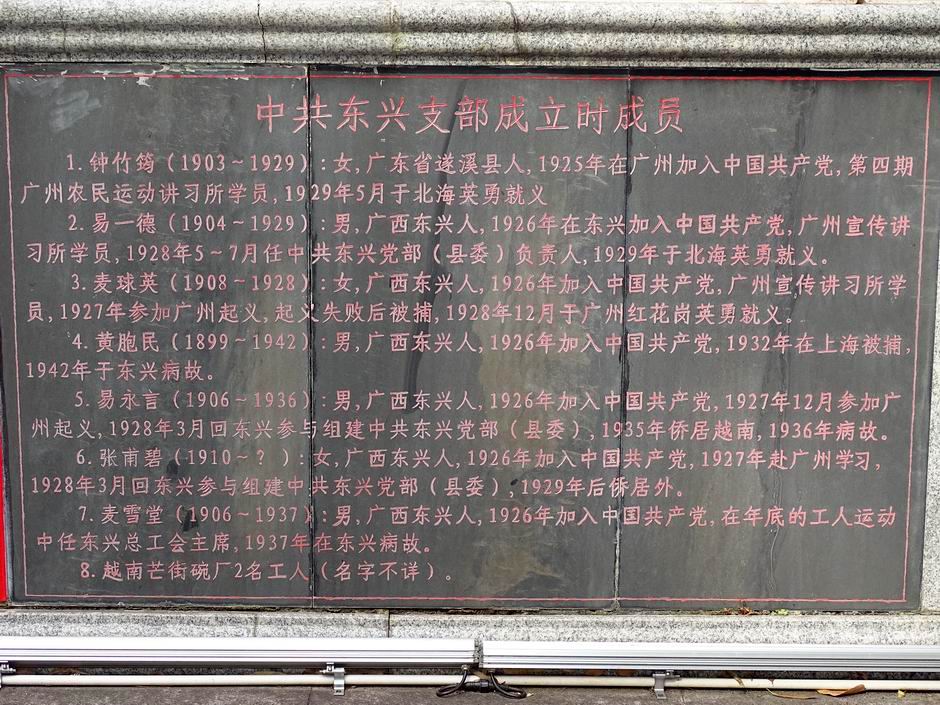 中共东兴支部成立时成员
1. 钟竹筠(1903～1929):女,广东省遂溪县人,1925年在广州加入中国共产党,第四期
广州农民运动讲习所学员,1929年5月于北海英勇就义
2. 易一德(1904～1929):男,广西东兴人,1926年在东兴加入中国共产党,广州宣传讲
习所学员,1928年5～7月任中共东兴党部(县委)负责人,1929年于北海英勇就义。
3. 麦球英(1908～1928):女,广西东兴人,1926年加入中国共产党,广州宣传讲习所学
员,1927年参加广州起义,起义失败后被捕,1928年12月于广州红花岗英勇就义。
4. 黄胞民(1899～1942):男,广西东兴人,1926年加入中国共产党,1932年在上海被捕,
1942年于东兴病故。
5. 易永言(1906～1936):男,广西东兴人,1926年加入中国共产党,1927年12月参加广
州起义,1928年3月回东兴参与组建中共东兴党部(县委),1935年侨居越南,1936年病故。
6. 张甫碧(1910～?):女,广西东兴人,1926年加入中国共产党,1927年赴广州学习,
1928年3月回东兴参与组建中共东兴党部(县委),1929年后侨居外。
7. 麦雪堂(1906～1937):男,广西东兴人,1926年加入中国共产党,在年底的工人运动
中任东兴总工会主席,1937年在东兴病故。
8. 越南芒街碗厂2名工人(名字不详)。